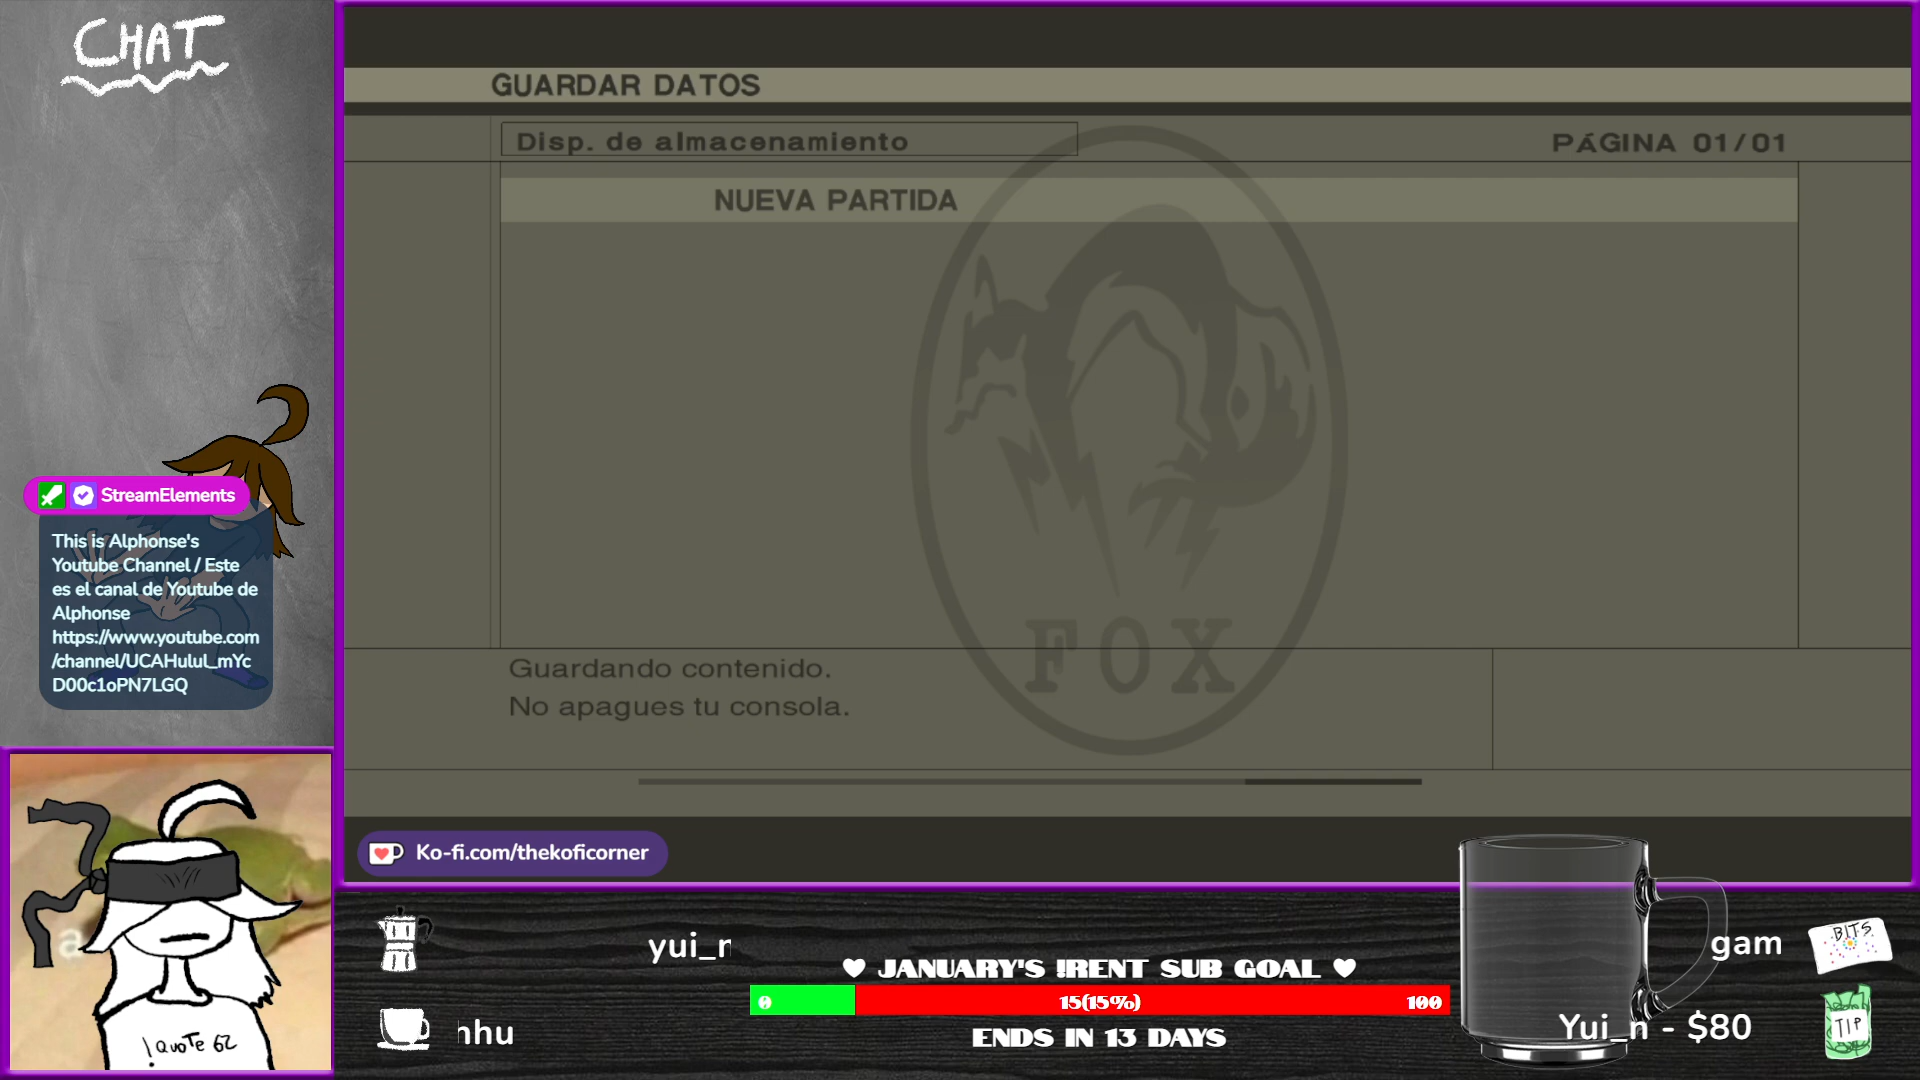 CHAT
GUARDAR DATOS
Disp. de almacenamiento
PÁGINA 01/01
NUEVA PARTIDA
FOX
StreamElements
This is Alphonse's
Youtube Channel / Este
es el canal de Youtube de
Alphonse
https://www.youtube.com
/channel/UCAHuluL_mYc
D00c1oPN7LGQ
Guardando contenido.
No apagues tu consola.
Ko-fi.com/thekoficorner
a
!QuoTe 62
yui_n
nhu
JANUARY'S !RENT SUB GOAL
0
15(15%)
100
ENDS IN 13 DAYS
gam
BITS
Yui_n - $80
TIP